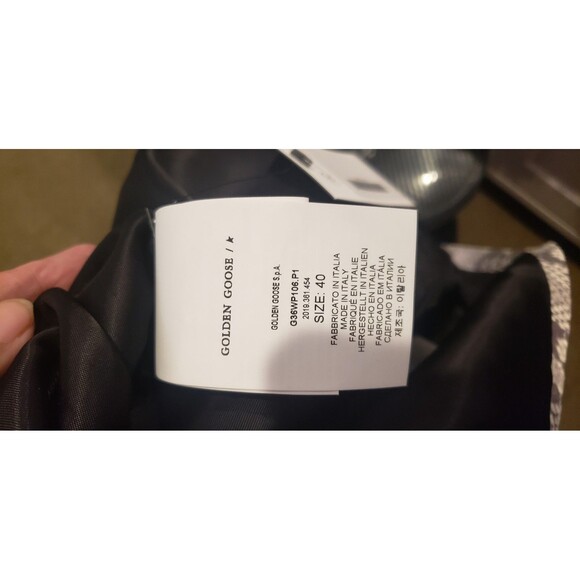 GOLDEN GOOSE / ★
GOLDEN GOOSE S.p.A.
G36WP106.P1
2019.361.454
SIZE: 40
FABBRICATO IN ITALIA
MADE IN ITALY
FABRIQUÉ EN ITALIE
HERGESTELLT IN ITALIEN
HECHO EN ITALIA
FABRICADO EM ITÁLIA
СДЕЛАНО В ИТАЛИИ
제조국: 이탈리아